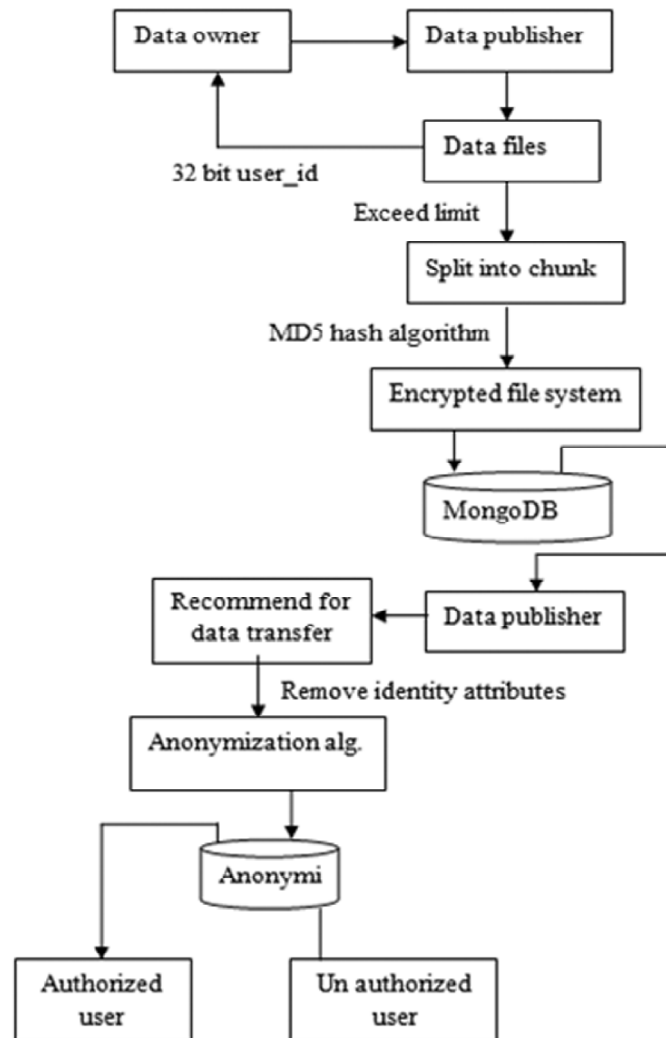 Data owner
Data publisher
Data files
32 bit user_id
Exceed limit
Split into chunk
MD5 hash algorithm
Encrypted file system
MongoDB
Recommend for
data transfer
Data publisher
Remove identity attributes
Anonymization alg.
Anonymi
Authorized
user
Un authorized
user